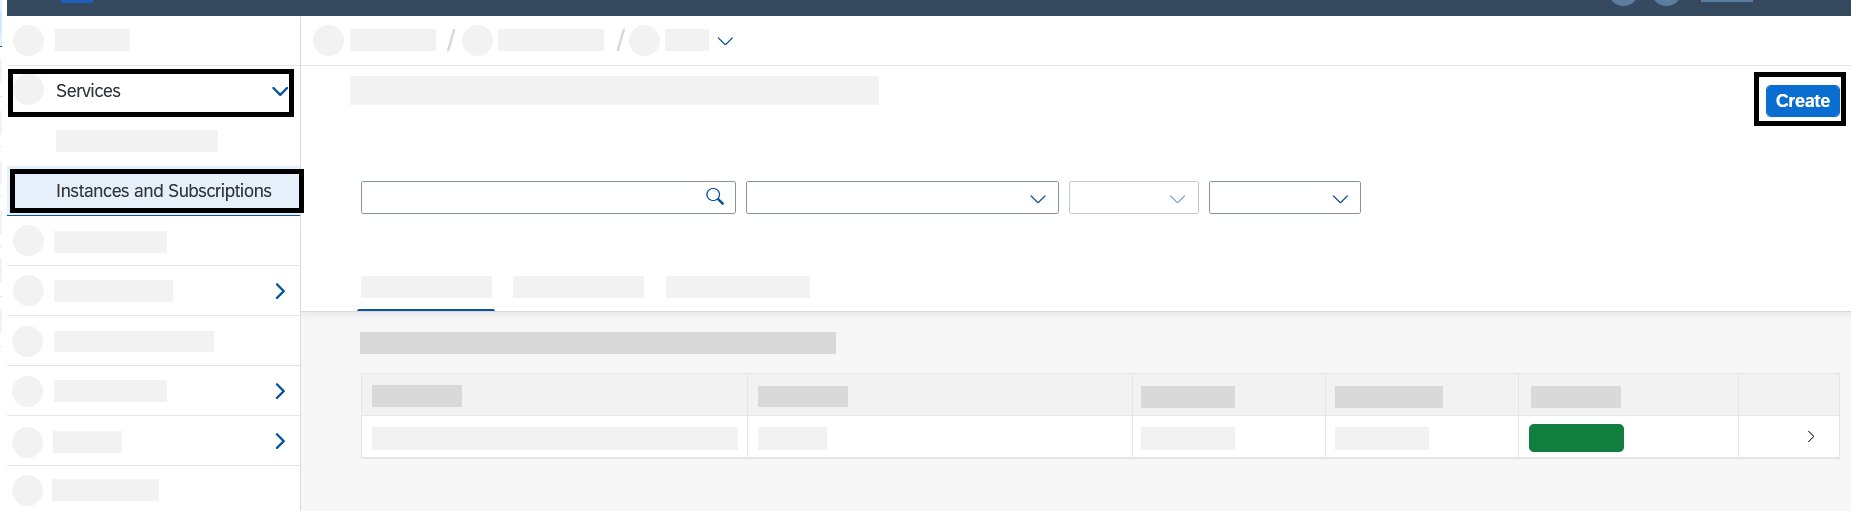 Services
Create
Instances and Subscriptions